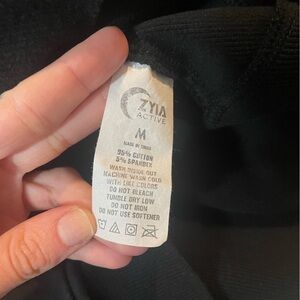 ZYIA
ACTIVE
M
MADE IN CHINA
95% COTTON
5% SPANDEX
WASH INSIDE OUT
MACHINE WASH COLD
WITH LIKE COLORS
DO NOT BLEACH
TUMBLE DRY LOW
DO NOT IRON
DO NOT USE SOFTENER